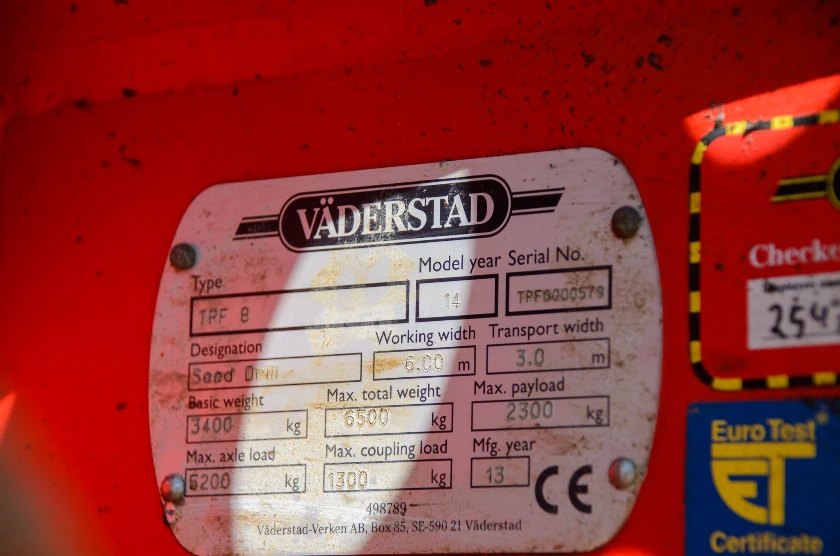 VÄDERSTAD
Type
Model year
Serial No.
TPF 8
14
Designation
Working width
Transport width
Seed Drill
6.00 m
3.0 m
Basic weight
Max. total weight
Max. payload
3400 kg
6500 kg
2300 kg
Max. axle load
Max. coupling load
Mfg. year
5200 kg
1300 kg
13
CE
498789
Väderstad-Verken AB, Box 85, SE-590 21 Väderstad
Euro Test®
ET
Certificate